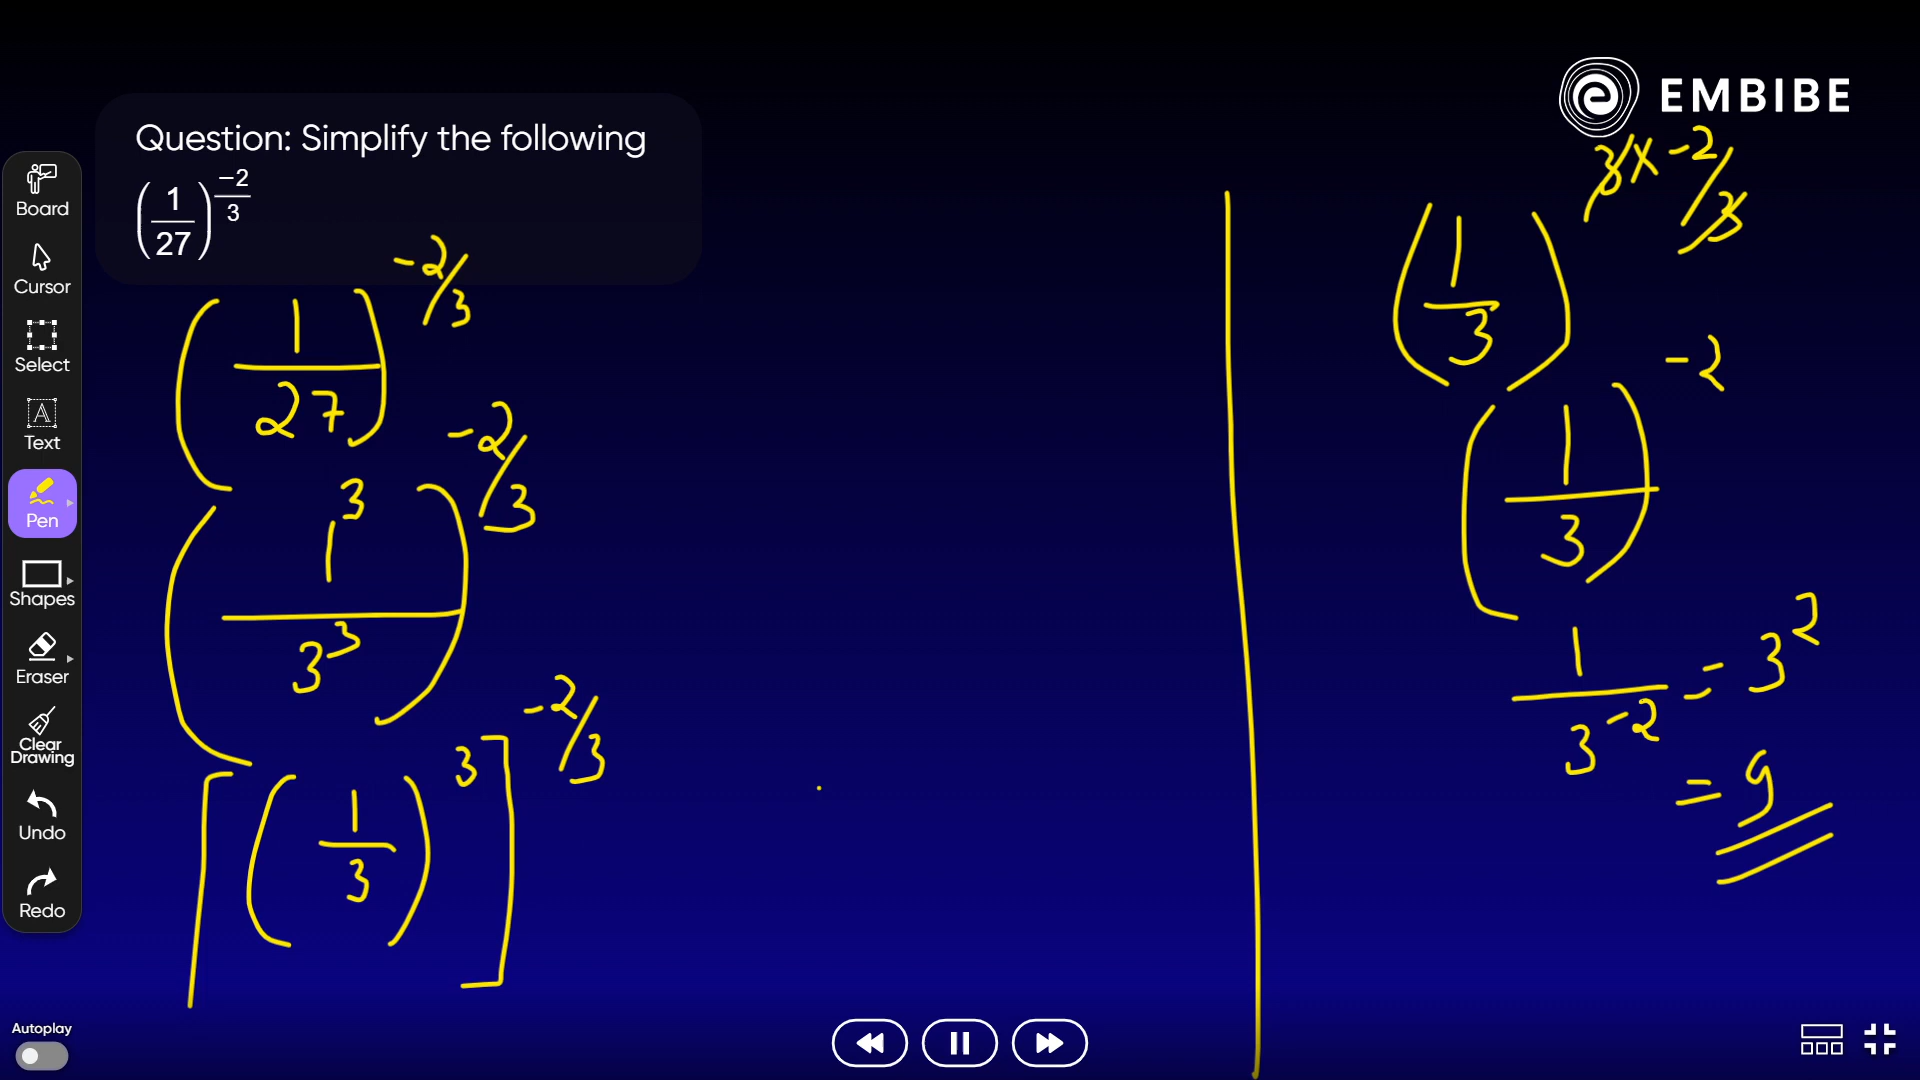 EMBIBE
Question: Simplify the following
(1/27)^(-2/3)
Board
Cursor
Select
Text
Pen
Shapes
Eraser
Clear
Drawing
Undo
Redo
Autoplay
(1/27)^(-2/3)
(1^3/3^3)^(-2/3)
[(1/3)^3]^(-2/3)
(1/3)^(3x-2/3)
(1/3)^(-2)
1/3^(-2) = 3^2
= 9